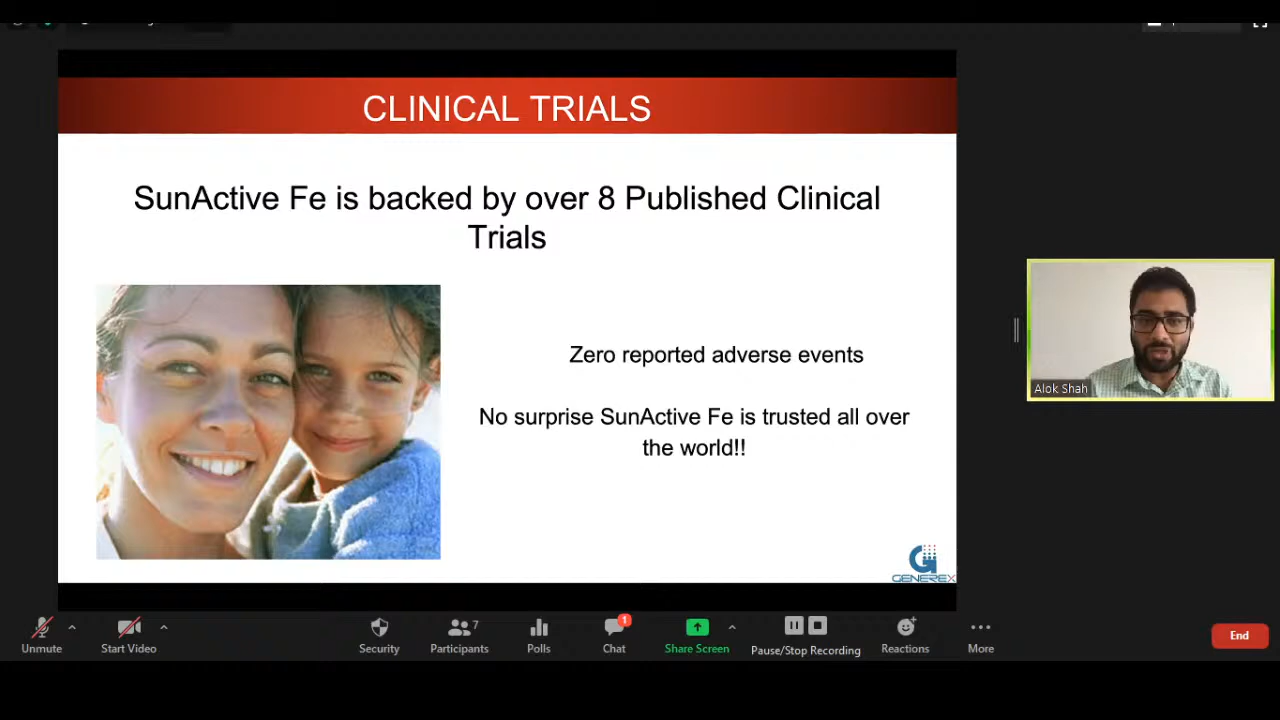 CLINICAL TRIALS
SunActive Fe is backed by over 8 Published Clinical
Trials
Zero reported adverse events
No surprise SunActive Fe is trusted all over
the world!!
GENEREX
Alok Shah
Unmute
Start Video
Security
7
Participants
Polls
1
Chat
Share Screen
Pause/Stop Recording
Reactions
More
End